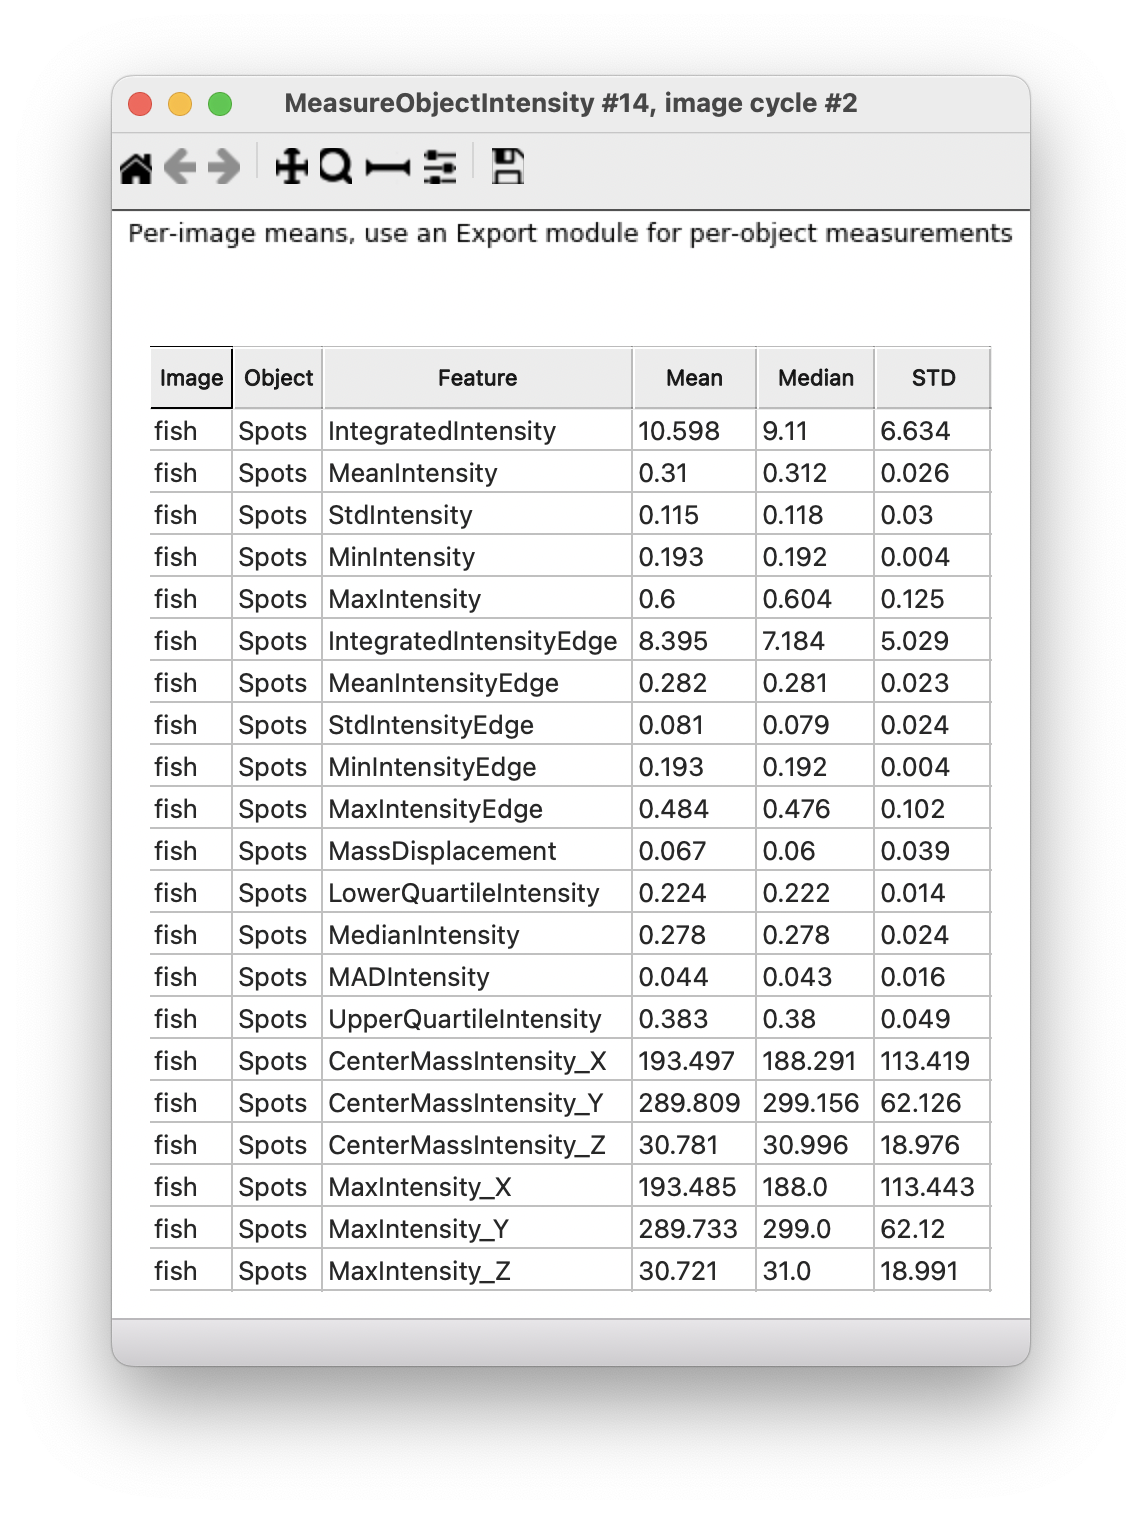 MeasureObjectIntensity #14, image cycle #2
Per-image means, use an Export module for per-object measurements
Image Object Feature Mean Median STD
fish Spots IntegratedIntensity 10.598 9.11 6.634
fish Spots MeanIntensity 0.31 0.312 0.026
fish Spots StdIntensity 0.115 0.118 0.03
fish Spots MinIntensity 0.193 0.192 0.004
fish Spots MaxIntensity 0.6 0.604 0.125
fish Spots IntegratedIntensityEdge 8.395 7.184 5.029
fish Spots MeanIntensityEdge 0.282 0.281 0.023
fish Spots StdIntensityEdge 0.081 0.079 0.024
fish Spots MinIntensityEdge 0.193 0.192 0.004
fish Spots MaxIntensityEdge 0.484 0.476 0.102
fish Spots MassDisplacement 0.067 0.06 0.039
fish Spots LowerQuartileIntensity 0.224 0.222 0.014
fish Spots MedianIntensity 0.278 0.278 0.024
fish Spots MADIntensity 0.044 0.043 0.016
fish Spots UpperQuartileIntensity 0.383 0.38 0.049
fish Spots CenterMassIntensity_X 193.497 188.291 113.419
fish Spots CenterMassIntensity_Y 289.809 299.156 62.126
fish Spots CenterMassIntensity_Z 30.781 30.996 18.976
fish Spots MaxIntensity_X 193.485 188.0 113.443
fish Spots MaxIntensity_Y 289.733 299.0 62.12
fish Spots MaxIntensity_Z 30.721 31.0 18.991